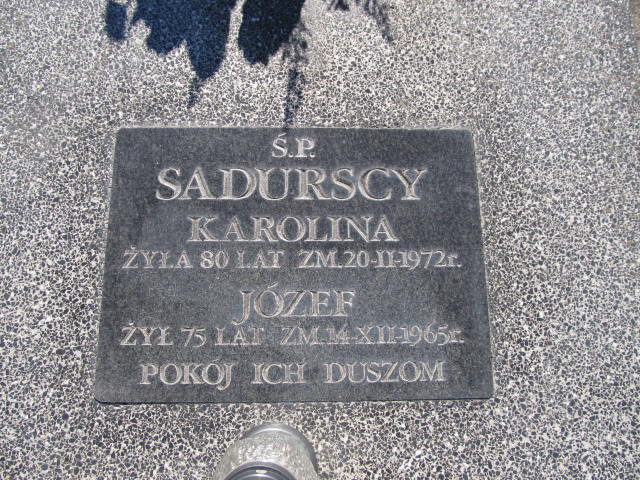 Ś.P.
SADURSCY
KAROLINA
ŻYŁA 80 LAT ZM.20-II-1972r.
JÓZEF
ŻYŁ 75 LAT ZM.14-XII-1965r.
POKÓJ ICH DUSZOM